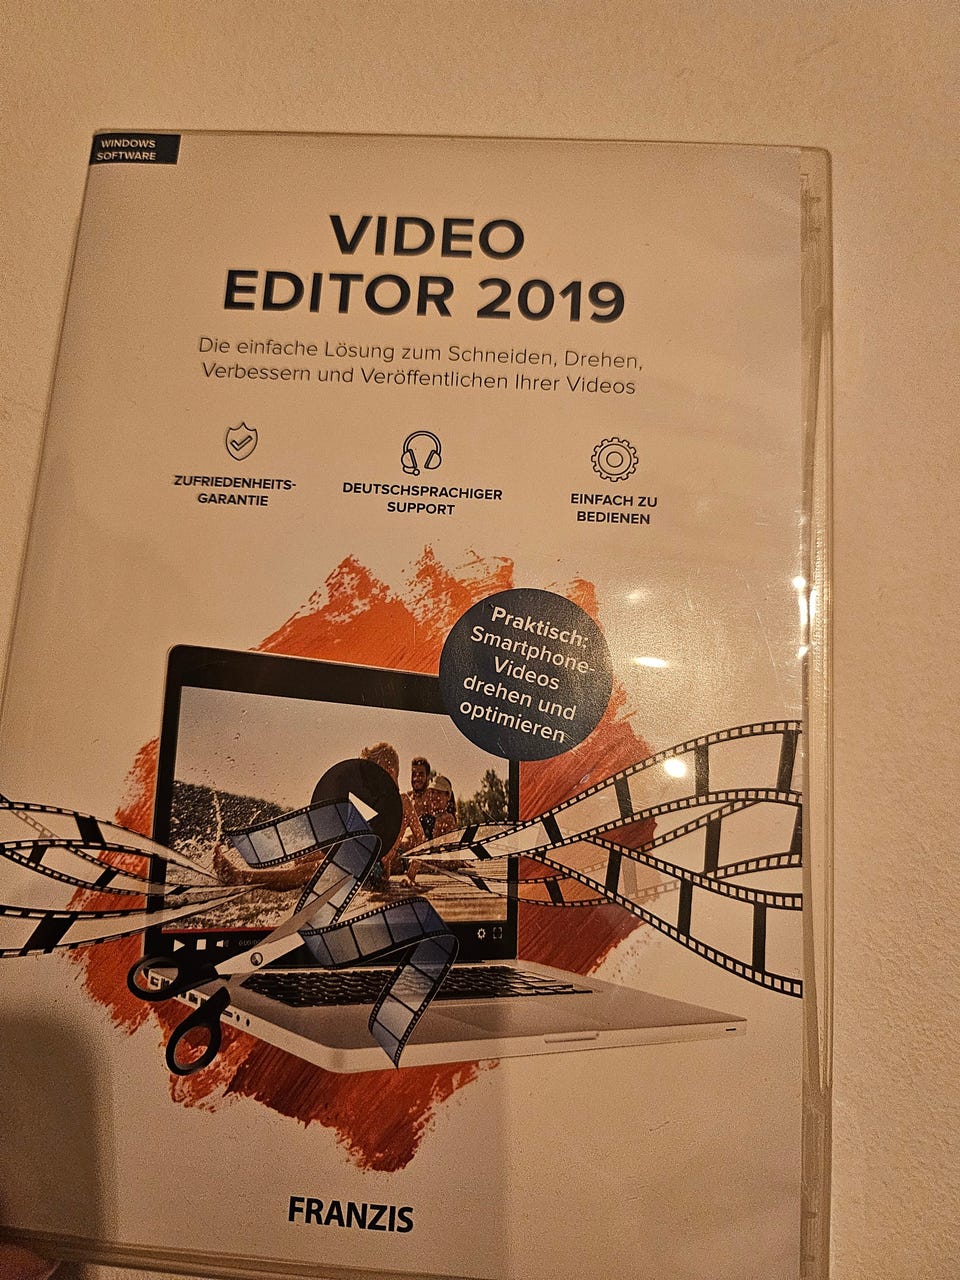 WINDOWS
SOFTWARE
VIDEO
EDITOR 2019
Die einfache Lösung zum Schneiden, Drehen,
Verbessern und Veröffentlichen Ihrer Videos
ZUFRIEDENHEITS-
GARANTIE
DEUTSCHSPRACHIGER
SUPPORT
EINFACH ZU
BEDIENEN
Praktisch:
Smartphone-
Videos
drehen und
optimieren
FRANZIS